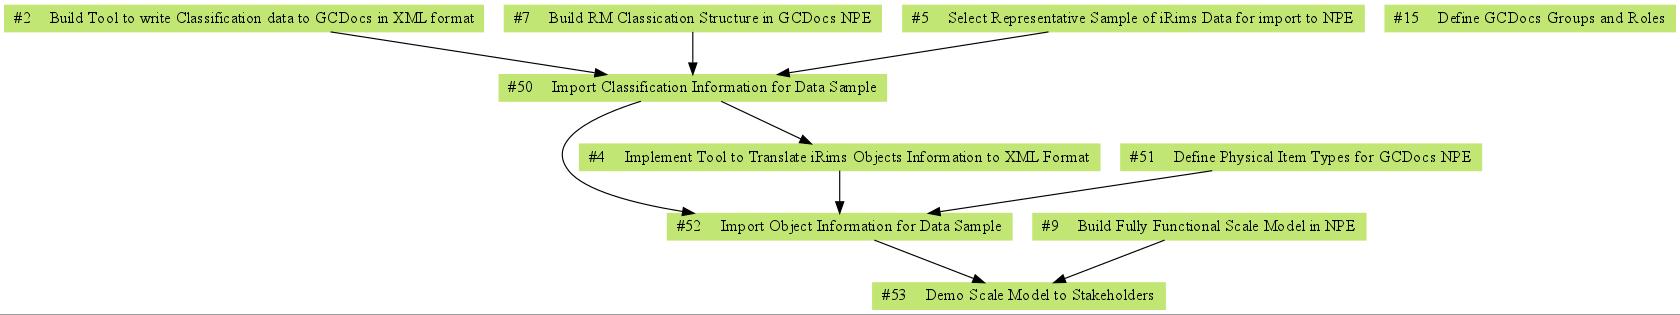 #2 Build Tool to write Classification data to GCDocs in XML format
#7 Build RM Classication Structure in GCDocs NPE
#5 Select Representative Sample of iRims Data for import to NPE
#15 Define GCDocs Groups and Roles
#50 Import Classification Information for Data Sample
#4 Implement Tool to Translate iRims Objects Information to XML Format
#51 Define Physical Item Types for GCDocs NPE
#52 Import Object Information for Data Sample
#9 Build Fully Functional Scale Model in NPE
#53 Demo Scale Model to Stakeholders